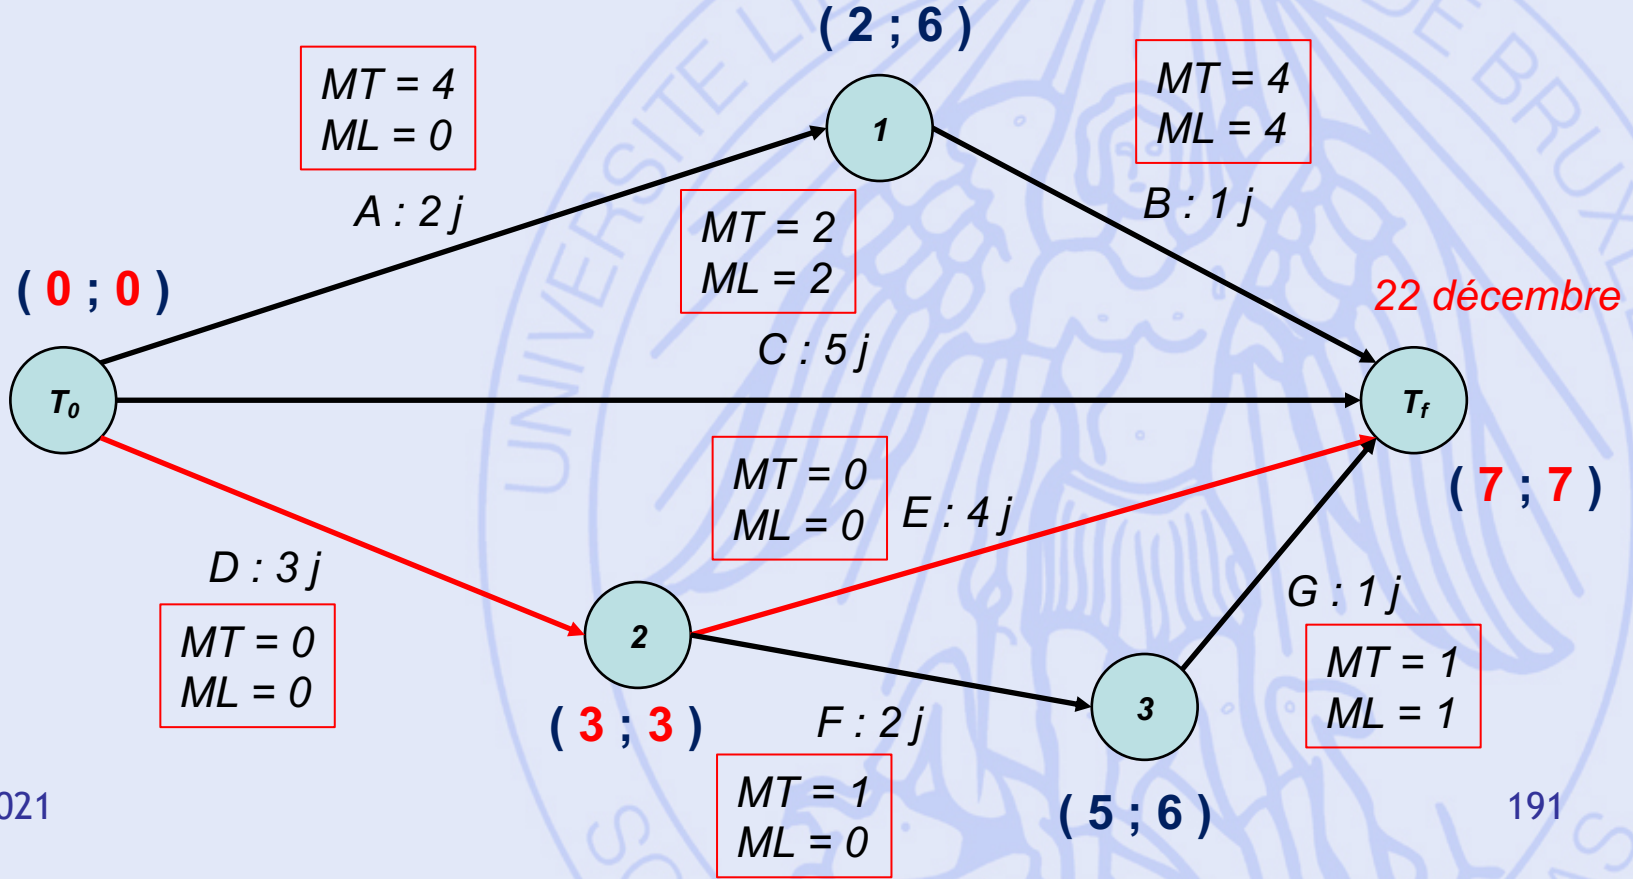 ( 2 ; 6 )
MT = 4
ML = 0
MT = 4
ML = 4
1
A : 2 j
B : 1 j
MT = 2
ML = 2
( 0 ; 0 )
22 décembre
C : 5 j
T0
Tf
MT = 0
ML = 0
E : 4 j
( 7 ; 7 )
D : 3 j
G : 1 j
MT = 0
ML = 0
2
MT = 1
ML = 1
3
( 3 ; 3 )
F : 2 j
MT = 1
ML = 0
( 5 ; 6 )
021
191